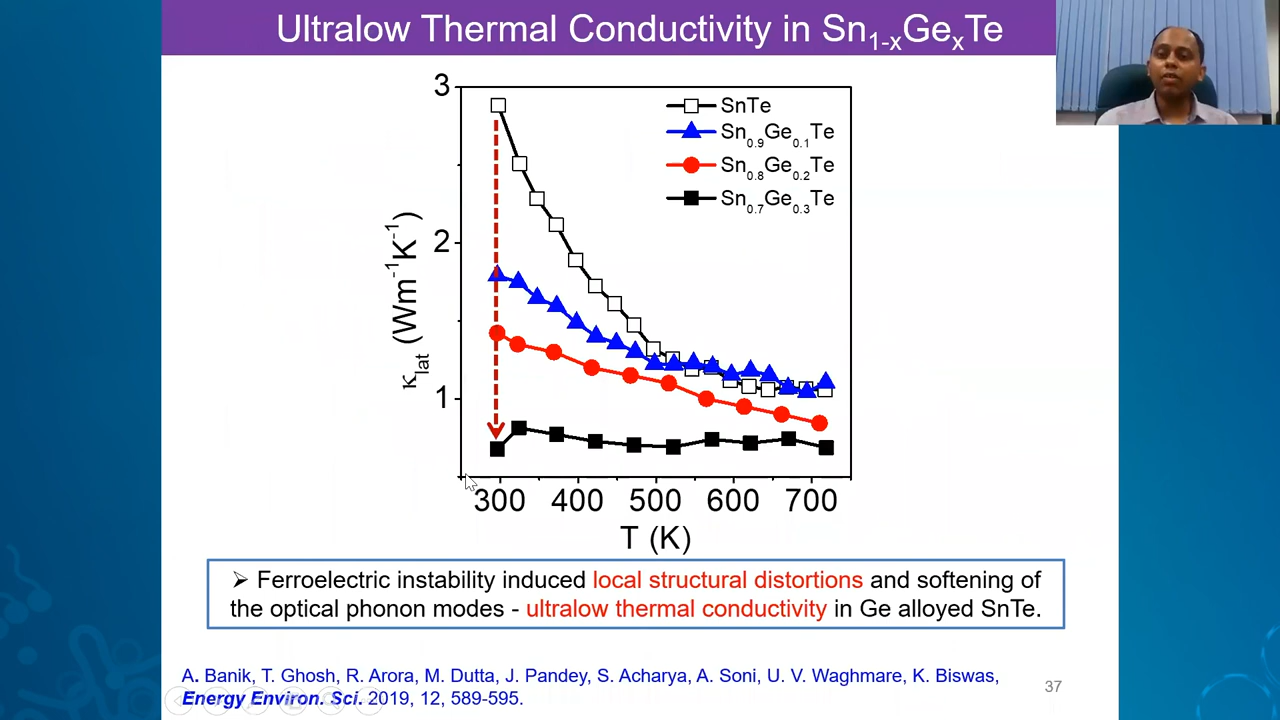 Ultralow Thermal Conductivity in Sn1-xGexTe
3
2
1
κlat (Wm-1K-1)
SnTe
Sn0.9Ge0.1Te
Sn0.8Ge0.2Te
Sn0.7Ge0.3Te
300 400 500 600 700
T (K)
➢ Ferroelectric instability induced local structural distortions and softening of
the optical phonon modes - ultralow thermal conductivity in Ge alloyed SnTe.
A. Banik, T. Ghosh, R. Arora, M. Dutta, J. Pandey, S. Acharya, A. Soni, U. V. Waghmare, K. Biswas,
Energy Environ. Sci. 2019, 12, 589-595.
37